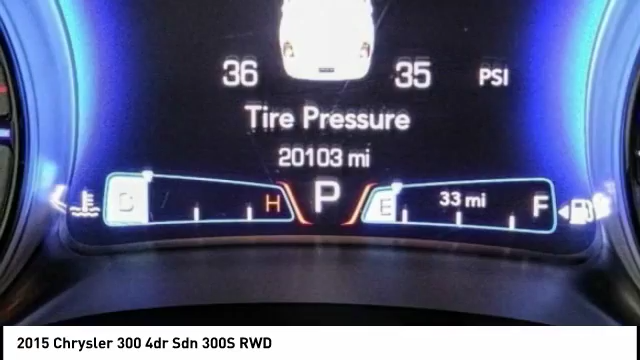 36 35 PSI
Tire Pressure
20103 mi
H P E 33 mi F
2015 Chrysler 300 4dr Sdn 300S RWD